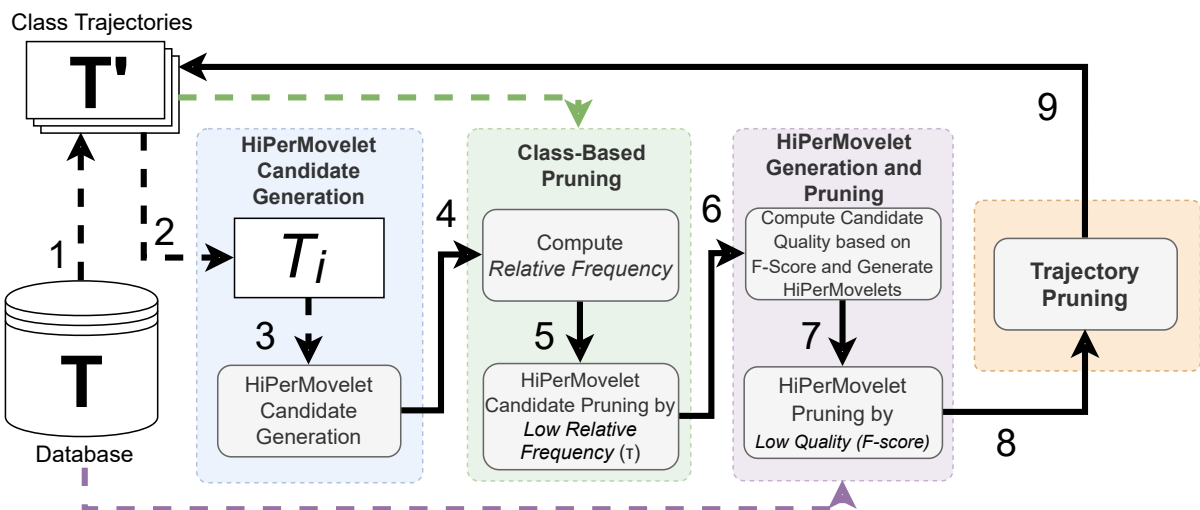 Class Trajectories
T'
1
2
T
Database
HiPerMovelet
Candidate
Generation
Ti
3
HiPerMovelet
Candidate
Generation
4
Class-Based
Pruning
Compute
Relative Frequency
5
HiPerMovelet
Candidate Pruning by
Low Relative
Frequency (τ)
6
HiPerMovelet
Generation and
Pruning
Compute Candidate
Quality based on
F-Score and Generate
HiPerMovelets
7
HiPerMovelet
Pruning by
Low Quality (F-score)
8
Trajectory
Pruning
9